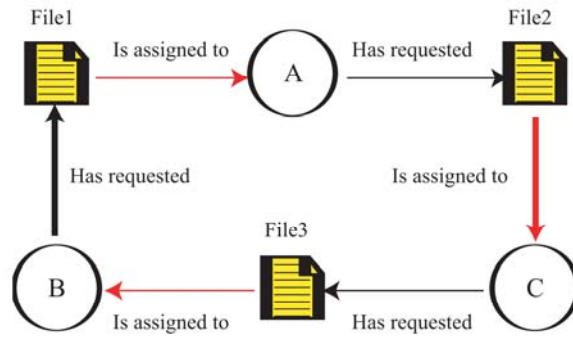 File1
File2
Is assigned to
A
Has requested
Has requested
Is assigned to
File3
B
C
Is assigned to
Has requested